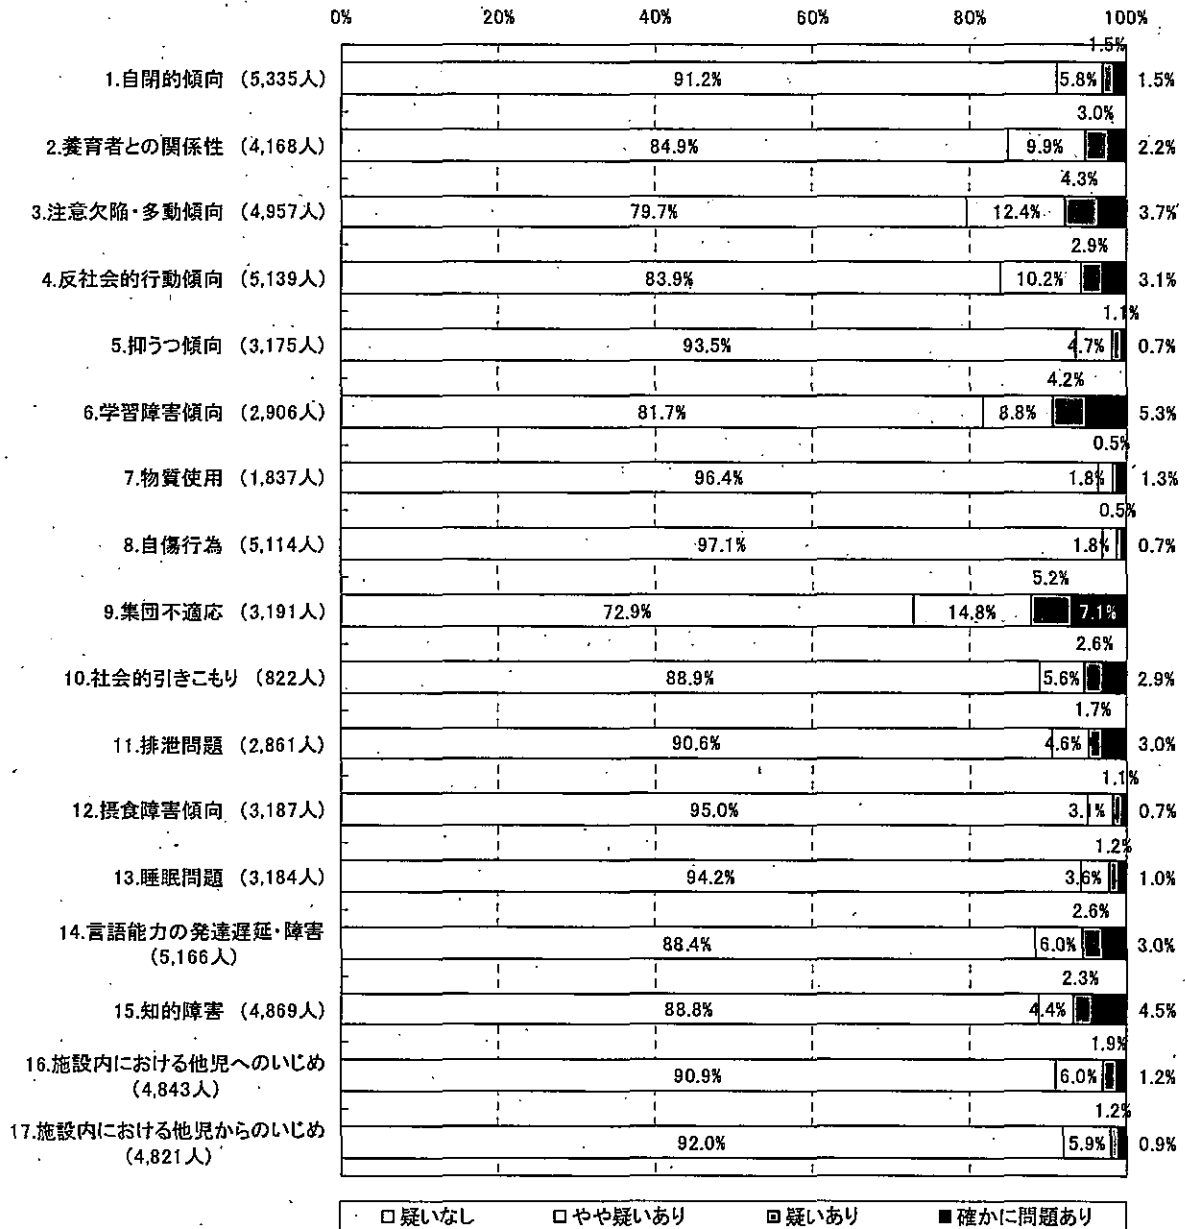 0% 20% 40% 60% 80% 100%
1.5%
1.自閉的傾向 (5,335人) 91.2% 5.8% 1.5%
3.0%
2.養育者との関係性 (4,168人) 84.9% 9.9% 2.2%
4.3%
3.注意欠陥・多動傾向 (4,957人) 79.7% 12.4% 3.7%
2.9%
4.反社会的行動傾向 (5,139人) 83.9% 10.2% 3.1%
1.1%
5.抑うつ傾向 (3,175人) 93.5% 4.7% 0.7%
4.2%
6.学習障害傾向 (2,906人) 81.7% 8.8% 5.3%
0.5%
7.物質使用 (1,837人) 96.4% 1.8% 1.3%
0.5%
8.自傷行為 (5,114人) 97.1% 1.8% 0.7%
5.2%
9.集団不適応 (3,191人) 72.9% 14.8% 7.1%
2.6%
10.社会的引きこもり (822人) 88.9% 5.6% 2.9%
1.7%
11.排泄問題 (2,861人) 90.6% 4.6% 3.0%
1.1%
12.摂食障害傾向 (3,187人) 95.0% 3.1% 0.7%
1.2%
13.睡眠問題 (3,184人) 94.2% 3.6% 1.0%
2.6%
14.言語能力の発達遅延・障害
(5,166人) 88.4% 6.0% 3.0%
2.3%
15.知的障害 (4,869人) 88.8% 4.4% 4.5%
1.9%
16.施設内における他児へのいじめ
(4,843人) 90.9% 6.0% 1.2%
1.2%
17.施設内における他児からのいじめ
(4,821人) 92.0% 5.9% 0.9%
疑いなし やや疑いあり 疑いあり 確かに問題あり